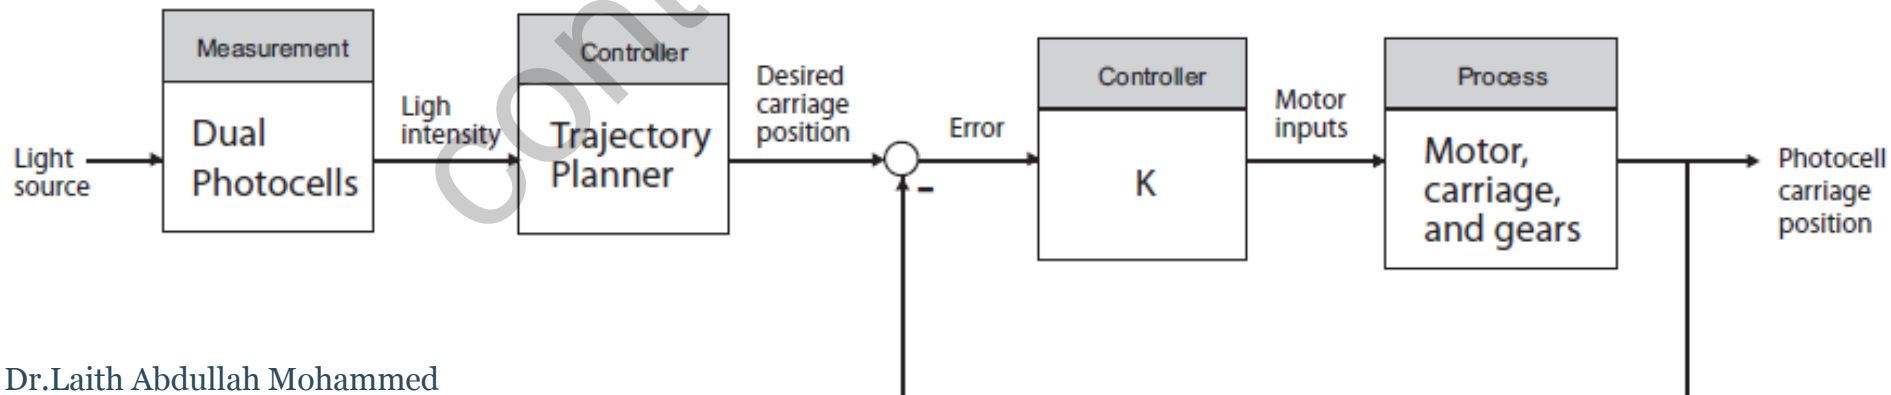 Measurement
Controller
Controller
Process
Light
source
Dual
Photocells
Ligh
intensity
Trajectory
Planner
Desired
carriage
position
Error
-
K
Motor
inputs
Motor,
carriage,
and gears
Photocell
carriage
position
cont
Dr.Laith Abdullah Mohammed